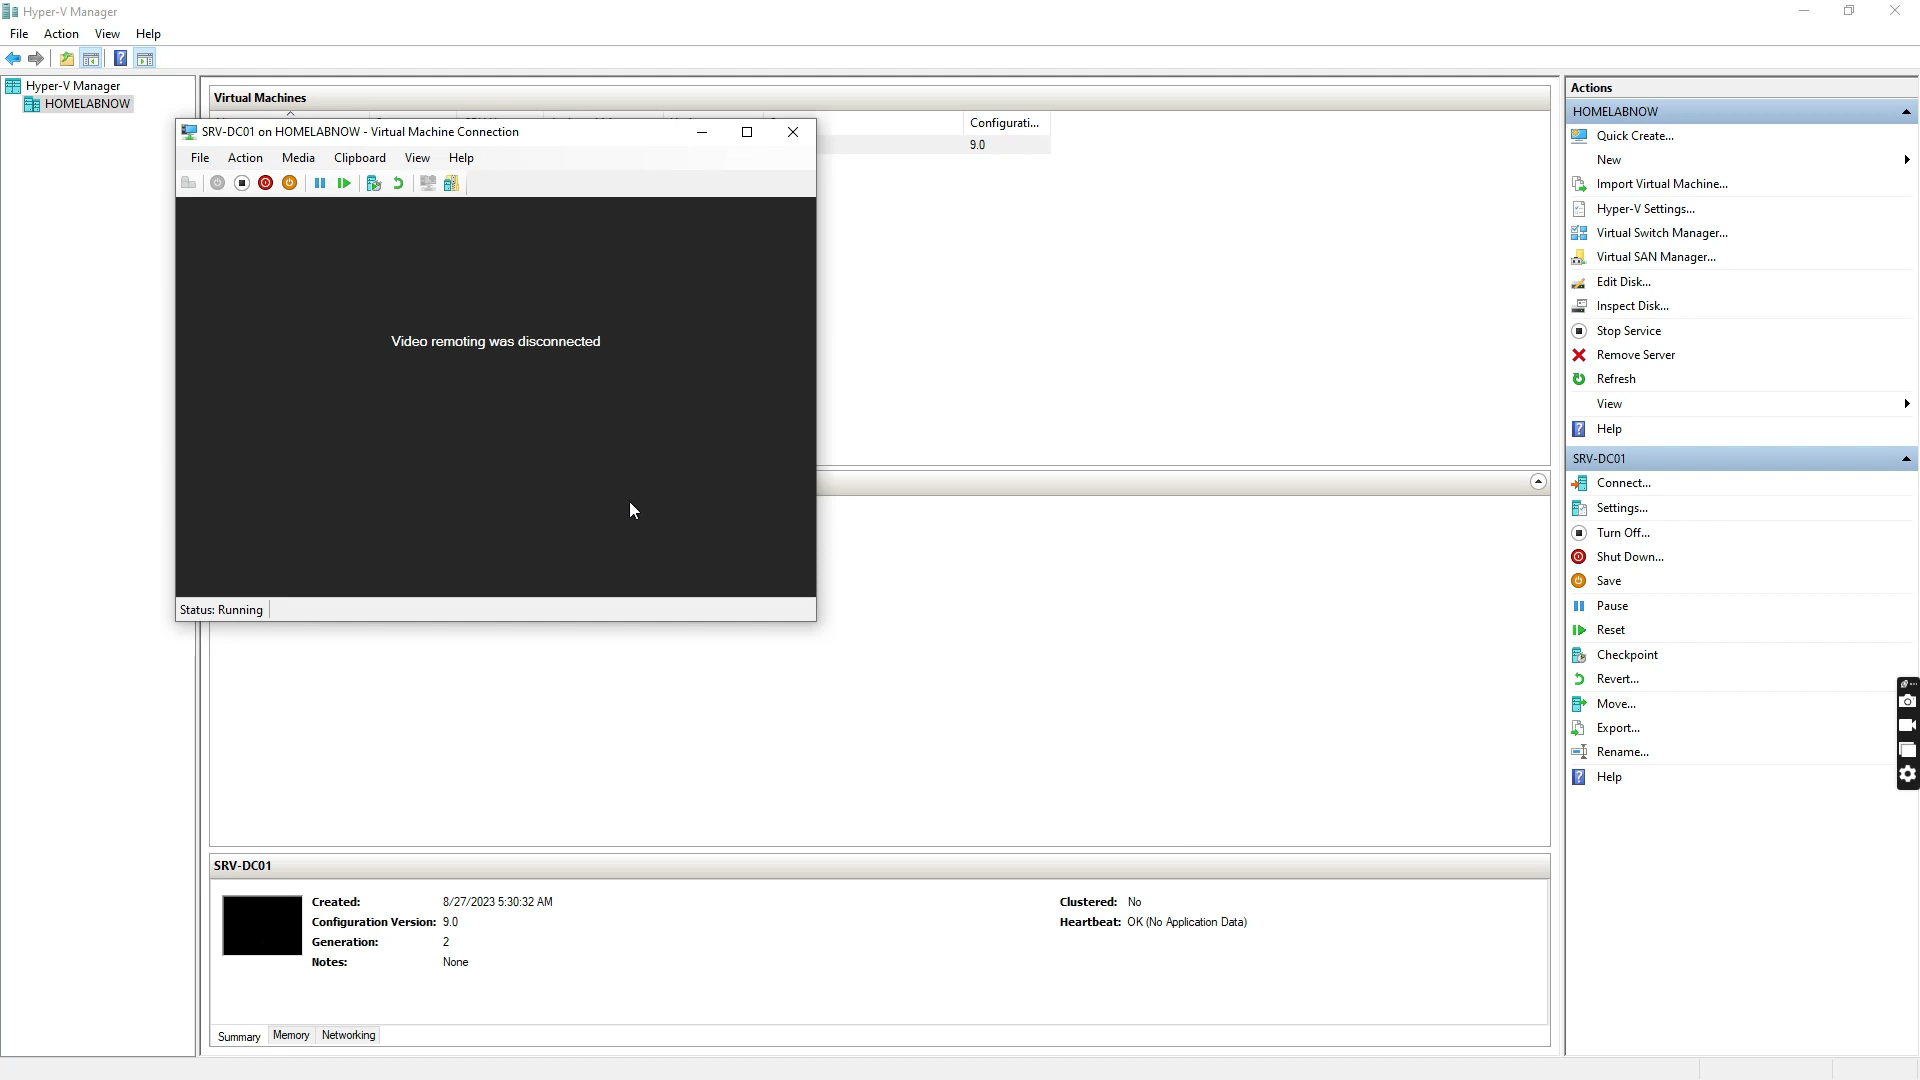 Hyper-V Manager
File Action View Help
Hyper-V Manager
HOMELABNOW
Virtual Machines
Configurati...
9.0
SRV-DC01 on HOMELABNOW - Virtual Machine Connection
File Action Media Clipboard View Help
Video remoting was disconnected
Status: Running
SRV-DC01
Created: 8/27/2023 5:30:32 AM
Configuration Version: 9.0
Generation: 2
Notes: None
Clustered: No
Heartbeat: OK (No Application Data)
Summary Memory Networking
Actions
HOMELABNOW
Quick Create...
New
Import Virtual Machine...
Hyper-V Settings...
Virtual Switch Manager...
Virtual SAN Manager...
Edit Disk...
Inspect Disk...
Stop Service
Remove Server
Refresh
View
Help
SRV-DC01
Connect...
Settings...
Turn Off...
Shut Down...
Save
Pause
Reset
Checkpoint
Revert...
Move...
Export...
Rename...
Help